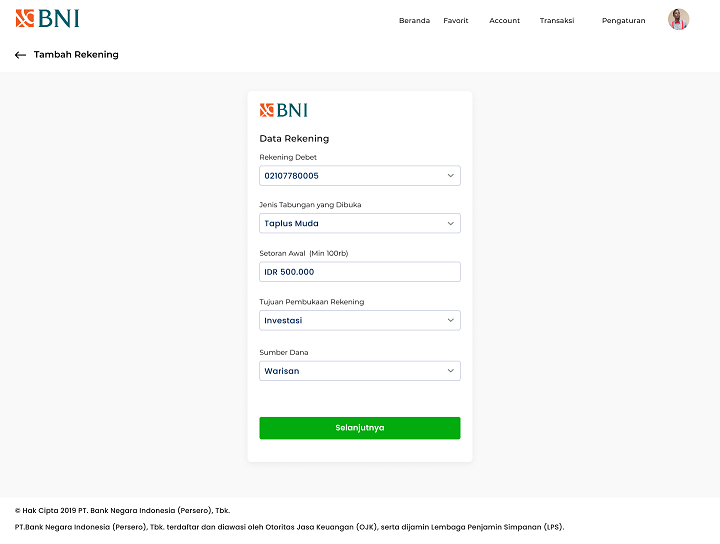 BNI
Beranda Favorit Account Transaksi Pengaturan
Tambah Rekening
BNI
Data Rekening
Rekening Debet
02107780005
Jenis Tabungan yang Dibuka
Taplus Muda
Setoran Awal (Min 100rb)
IDR 500.000
Tujuan Pembukaan Rekening
Investasi
Sumber Dana
Warisan
Selanjutnya
© Hak Cipta 2019 PT. Bank Negara Indonesia (Persero), Tbk.
PT.Bank Negara Indonesia (Persero), Tbk. terdaftar dan diawasi oleh Otoritas Jasa Keuangan (OJK), serta dijamin Lembaga Penjamin Simpanan (LPS).